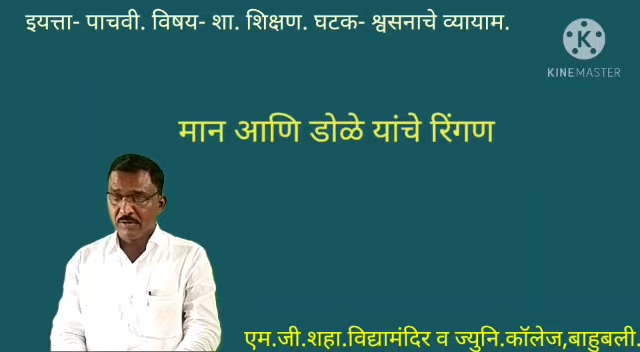 इयत्ता- पाचवी. विषय- शा. शिक्षण. घटक- श्वसनाचे व्यायाम.
K
KINEMASTER
मान आणि डोळे यांचे रिंगण
एम.जी.शहा.विद्यामंदिर व ज्युनि.कॉलेज,बाहुबली.